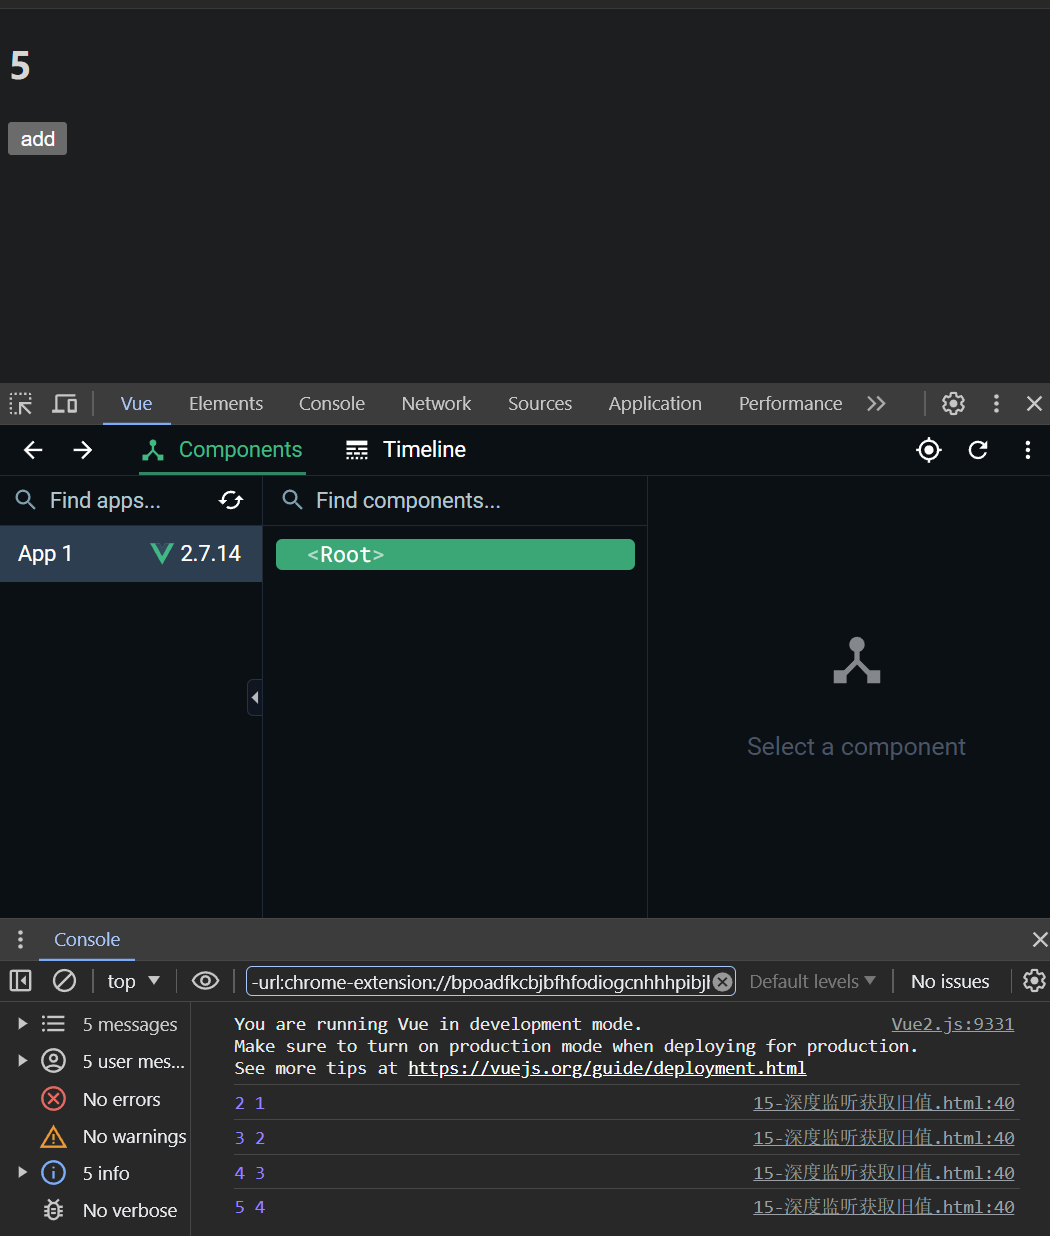 5
add
Vue Elements Console Network Sources Application Performance
Components Timeline
Find apps... Find components...
App 1 2.7.14 <Root>
Select a component
Console
top -url:chrome-extension://bpoadfkcbjbfhfodiogcnhhhpibjl Default levels No issues
5 messages
5 user mes...
No errors
No warnings
5 info
No verbose
You are running Vue in development mode. Vue2.js:9331
Make sure to turn on production mode when deploying for production.
See more tips at https://vuejs.org/guide/deployment.html
2 1 15-深度监听获取旧值.html:40
3 2 15-深度监听获取旧值.html:40
4 3 15-深度监听获取旧值.html:40
5 4 15-深度监听获取旧值.html:40